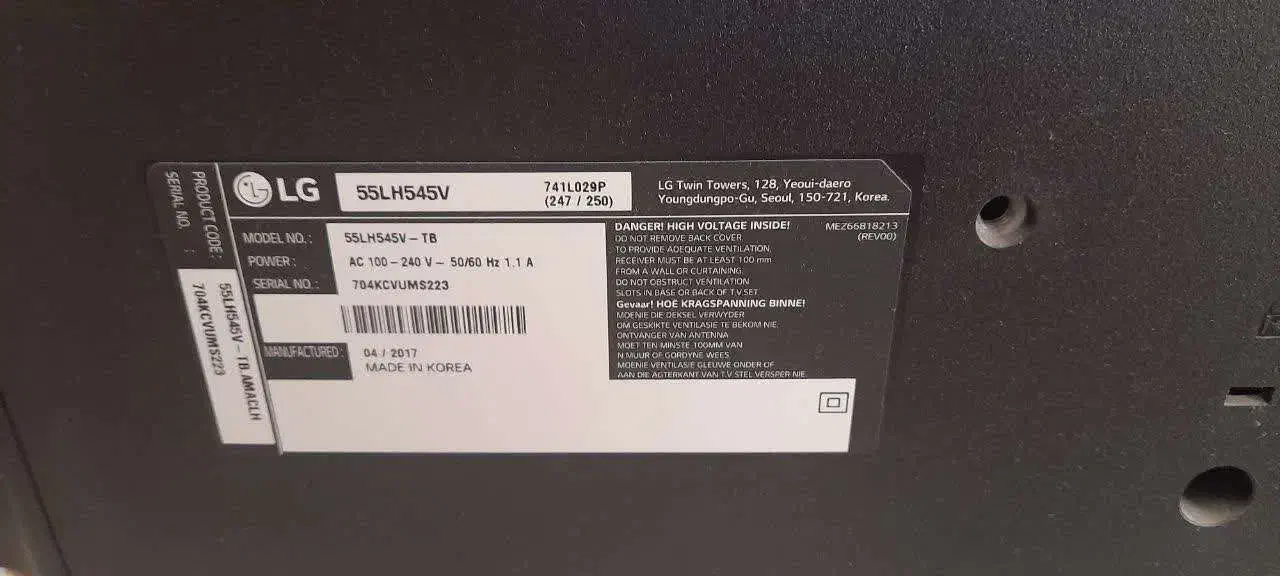 LG
55LH545V
741L029P
(247 / 250)
LG Twin Towers, 128, Yeoui-daero
Youngdungpo-Gu, Seoul, 150-721, Korea.
MODEL NO. : 55LH545V-TB
POWER : AC 100-240 V ~ 50/60 Hz 1.1 A
SERIAL NO. : 704KCVUMS223
MANUFACTURED : 04 / 2017
MADE IN KOREA
DANGER! HIGH VOLTAGE INSIDE!
DO NOT REMOVE BACK COVER
TO PROVIDE ADEQUATE VENTILATION,
RECEIVER MUST BE AT LEAST 100 mm
FROM A WALL OR CURTAINING.
DO NOT OBSTRUCT VENTILATION
SLOTS IN BASE OR BACK OF T.V SET
Gevaar! HOË KRAGSPANNING BINNE!
MOENIE DIE DEKSEL VERWYDER
OM GESKIKTE VENTILASIE TE BEKOM NIE.
ONTVANGER VAN ANTENNA
MOET TEN MINSTE 100MM VAN
N MUUR OF GORDYNE WEES
MOENIE VENTILASIE GLEUWE ONDER OF
AAN DIE AGTERKANT VAN T.V STEL VERSPER NIE.
MEZ66818213
(REV00)
PRODUCT CODE : 55LH545V-TB.AMACLH
SERIAL NO. : 704KCVUMS223